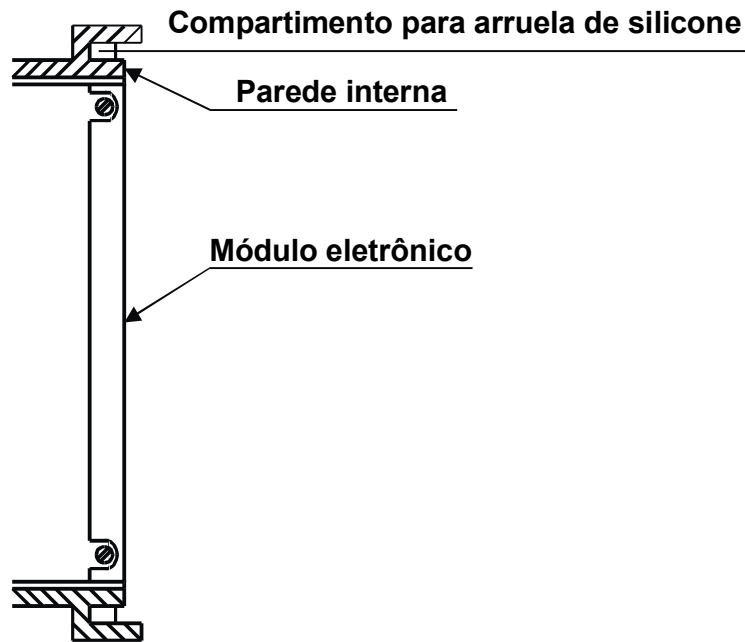 Compartimento para arruela de silicone
Parede interna
Módulo eletrônico